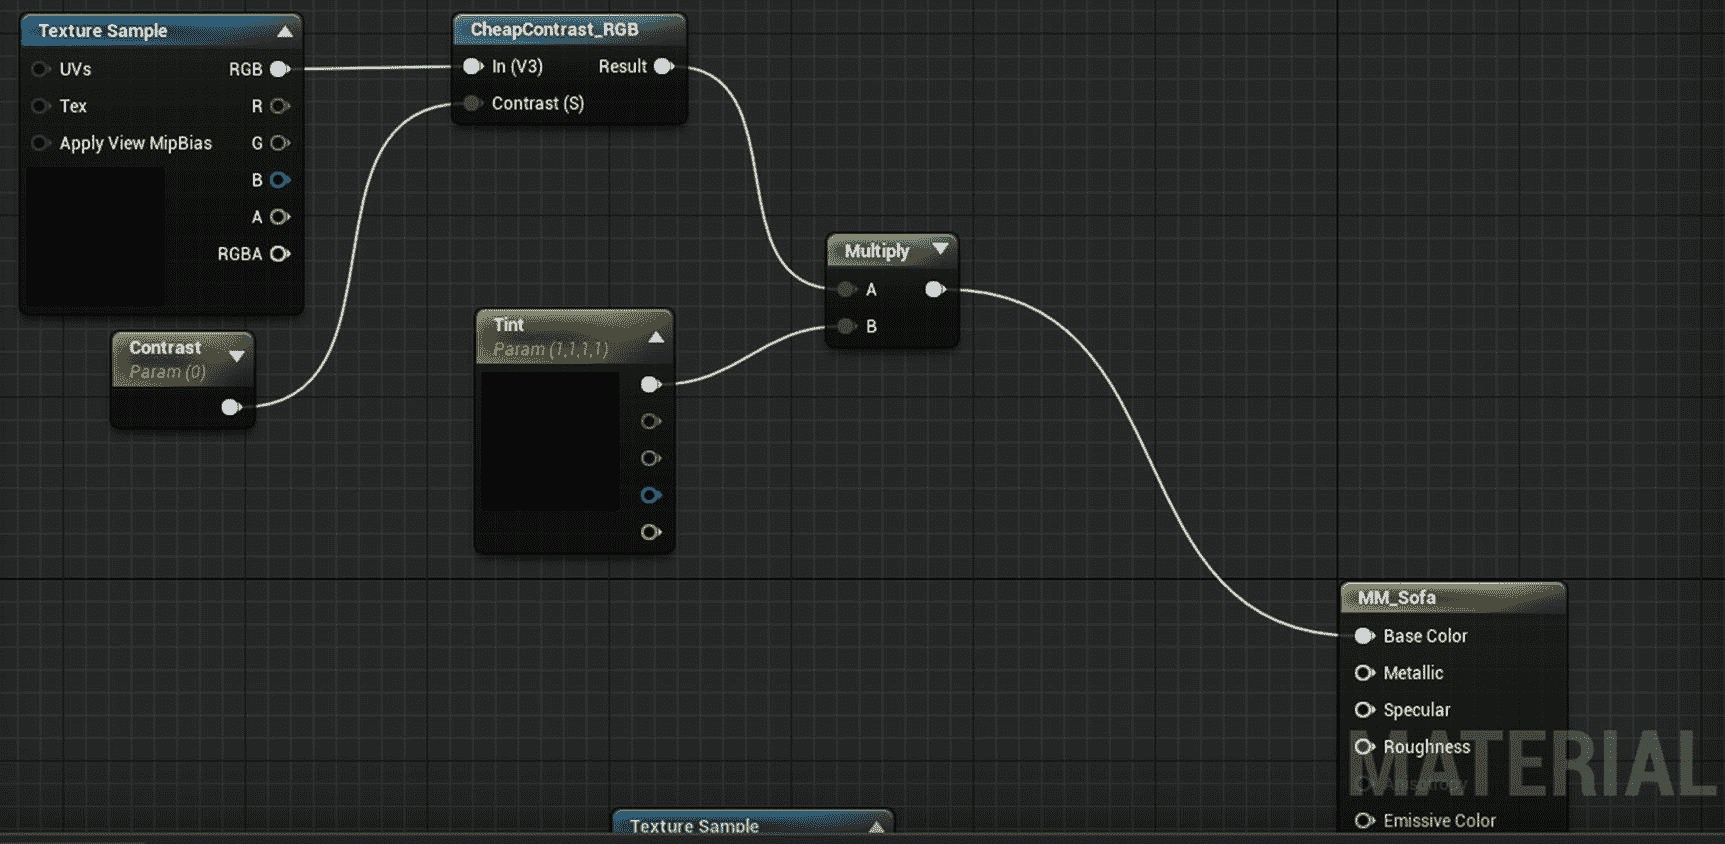 Texture Sample
UVs RGB
Tex R
Apply View MipBias G
B
A
RGBA
CheapContrast_RGB
In (V3) Result
Contrast (S)
Contrast
Param (0)
Tint
Param (1,1,1,1)
Multiply
A
B
MM_Sofa
Base Color
Metallic
Specular
Roughness
Anisotropy
Emissive Color
MATERIAL
Texture Sample